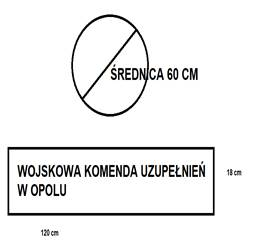 ŚREDNICA 60 CM
WOJSKOWA KOMENDA UZUPEŁNIEŃ
W OPOLU
18 cm
120 cm